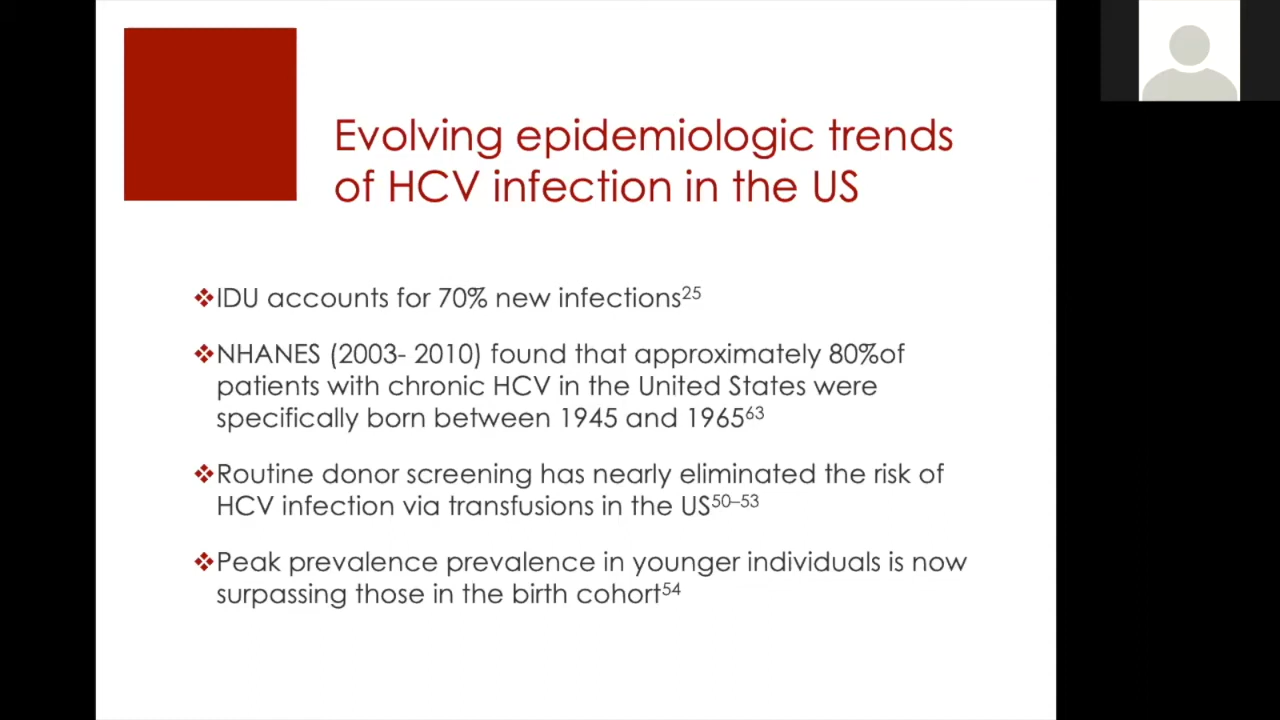 Evolving epidemiologic trends
of HCV infection in the US
❖IDU accounts for 70% new infections²⁵
❖NHANES (2003- 2010) found that approximately 80%of
patients with chronic HCV in the United States were
specifically born between 1945 and 1965⁶³
❖Routine donor screening has nearly eliminated the risk of
HCV infection via transfusions in the US⁵⁰⁻⁵³
❖Peak prevalence prevalence in younger individuals is now
surpassing those in the birth cohort⁵⁴